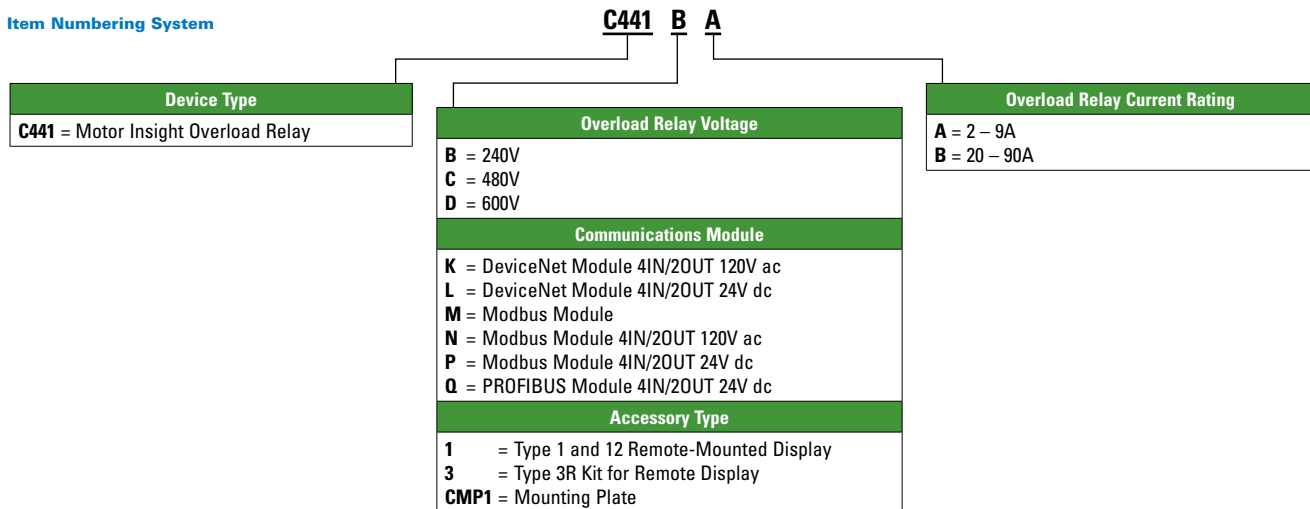 Item Numbering System
C441 B A
Device Type
C441 = Motor Insight Overload Relay
Overload Relay Voltage
B = 240V
C = 480V
D = 600V
Communications Module
K = DeviceNet Module 4IN/2OUT 120V ac
L = DeviceNet Module 4IN/2OUT 24V dc
M = Modbus Module
N = Modbus Module 4IN/2OUT 120V ac
P = Modbus Module 4IN/2OUT 24V dc
Q = PROFIBUS Module 4IN/2OUT 24V dc
Accessory Type
1 = Type 1 and 12 Remote-Mounted Display
3 = Type 3R Kit for Remote Display
CMP1 = Mounting Plate
Overload Relay Current Rating
A = 2 – 9A
B = 20 – 90A